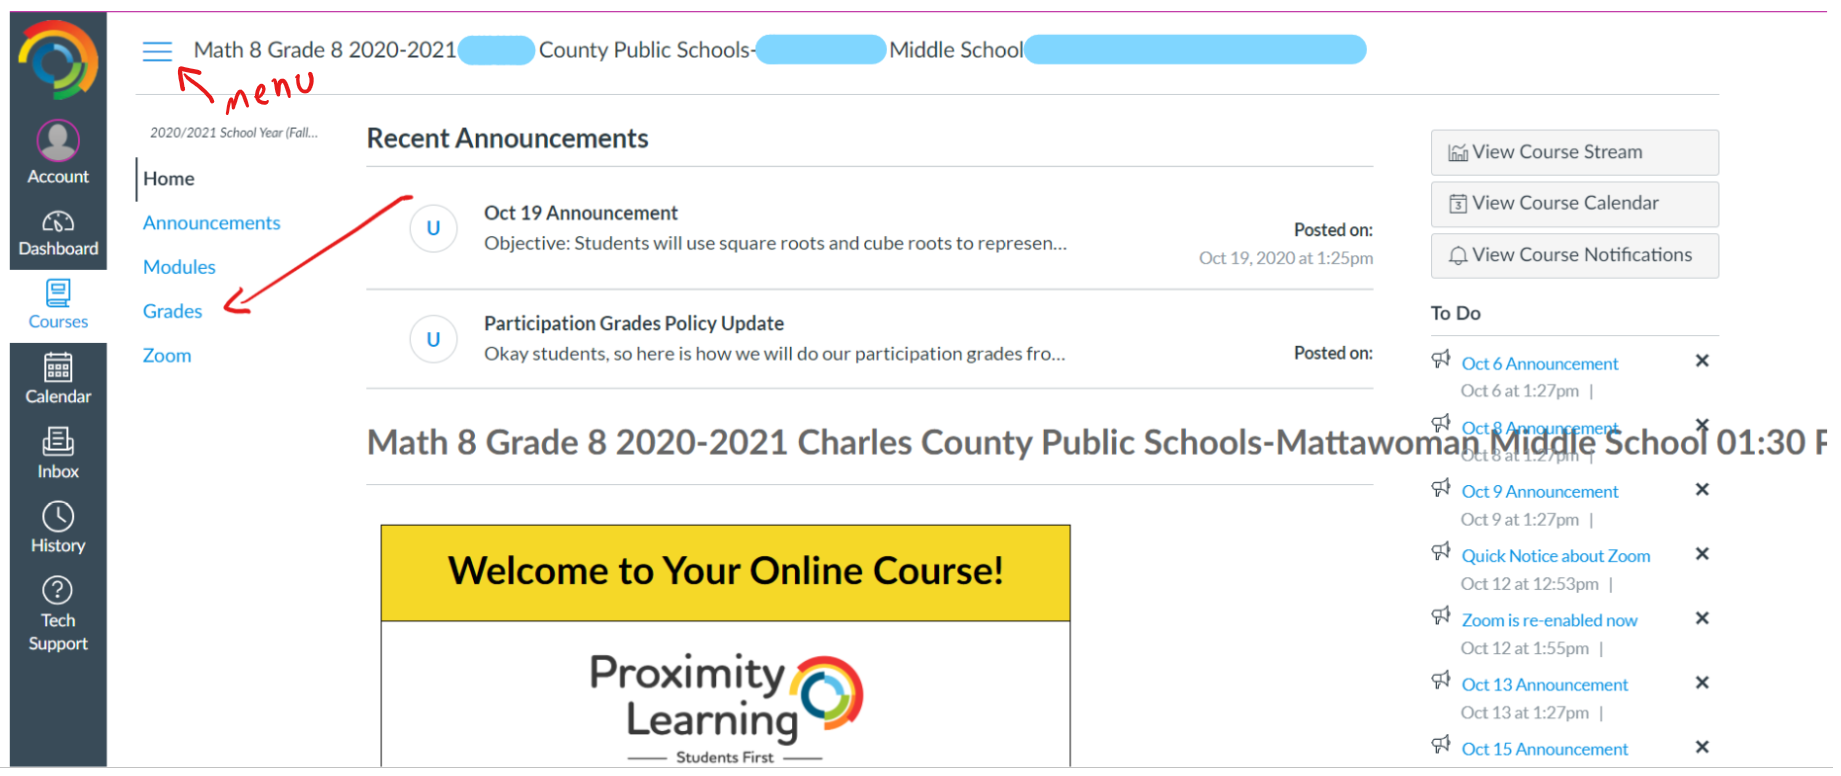 Math 8 Grade 8 2020-2021 County Public Schools- Middle School
menu
Account
Dashboard
Courses
Calendar
Inbox
History
Tech
Support
2020/2021 School Year (Fall...
Home
Announcements
Modules
Grades
Zoom
Recent Announcements
U
Oct 19 Announcement
Objective: Students will use square roots and cube roots to represen...
Posted on:
Oct 19, 2020 at 1:25pm
U
Participation Grades Policy Update
Okay students, so here is how we will do our participation grades fro...
Posted on:
Math 8 Grade 8 2020-2021 Charles County Public Schools-Mattawoman Middle School 01:30 P
Welcome to Your Online Course!
Proximity
Learning
Students First
View Course Stream
View Course Calendar
View Course Notifications
To Do
Oct 6 Announcement
Oct 6 at 1:27pm |
Oct 8 Announcement
Oct 8 at 1:27pm |
Oct 9 Announcement
Oct 9 at 1:27pm |
Quick Notice about Zoom
Oct 12 at 12:53pm |
Zoom is re-enabled now
Oct 12 at 1:55pm |
Oct 13 Announcement
Oct 13 at 1:27pm |
Oct 15 Announcement